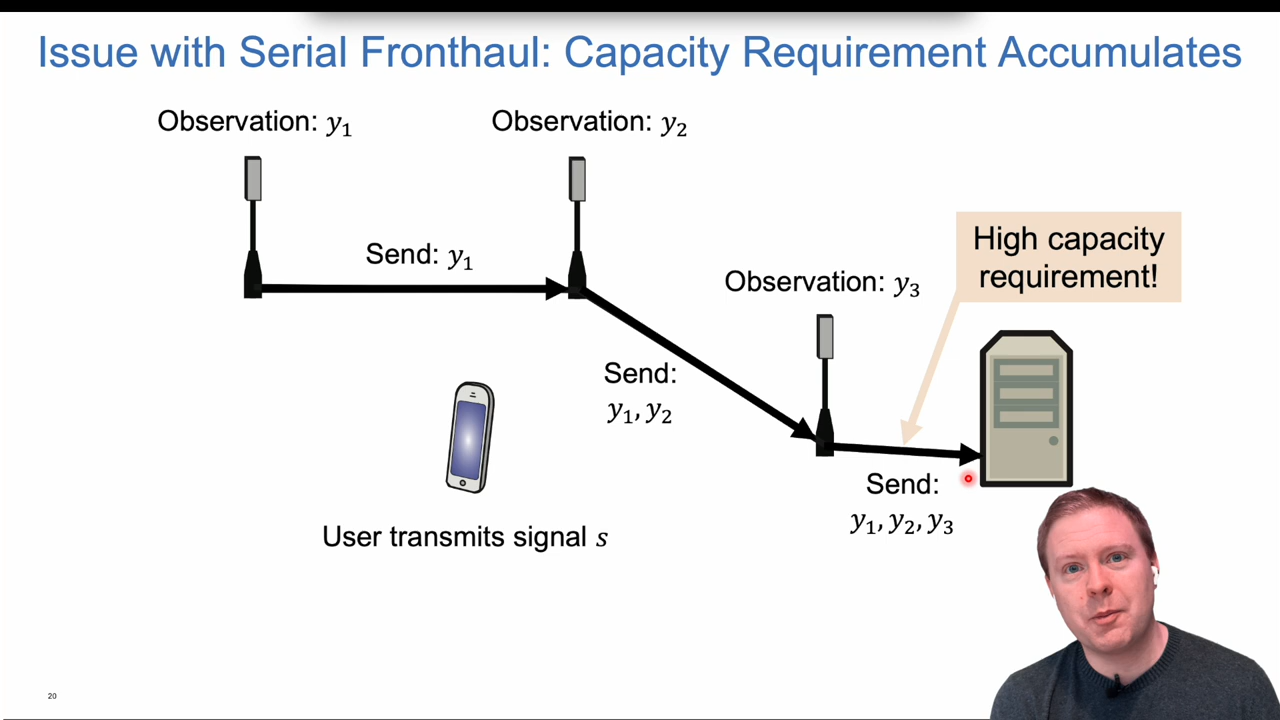 Issue with Serial Fronthaul: Capacity Requirement Accumulates
Observation: y₁
Observation: y₂
Send: y₁
High capacity
requirement!
Observation: y₃
Send:
y₁, y₂
Send:
y₁, y₂, y₃
User transmits signal s
20